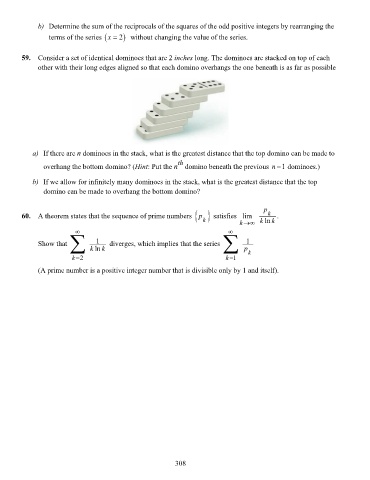 b) Determine the sum of the reciprocals of the squares of the odd positive integers by rearranging the
terms of the series (x = 2) without changing the value of the series.
59. Consider a set of identical dominoes that are 2 inches long. The dominoes are stacked on top of each
other with their long edges aligned so that each domino overhangs the one beneath is as far as possible
a) If there are n dominoes in the stack, what is the greatest distance that the top domino can be made to
overhang the bottom domino? (Hint: Put the n^th domino beneath the previous n − 1 dominoes.)
b) If we allow for infinitely many dominoes in the stack, what is the greatest distance that the top
domino can be made to overhang the bottom domino?
60. A theorem states that the sequence of prime numbers {p_k} satisfies lim_{k→∞} p_k / (k ln k) .
Show that ∑_{k=2}^{∞} 1 / (k ln k) diverges, which implies that the series ∑_{k=1}^{∞} 1 / p_k
(A prime number is a positive integer number that is divisible only by 1 and itself).
308